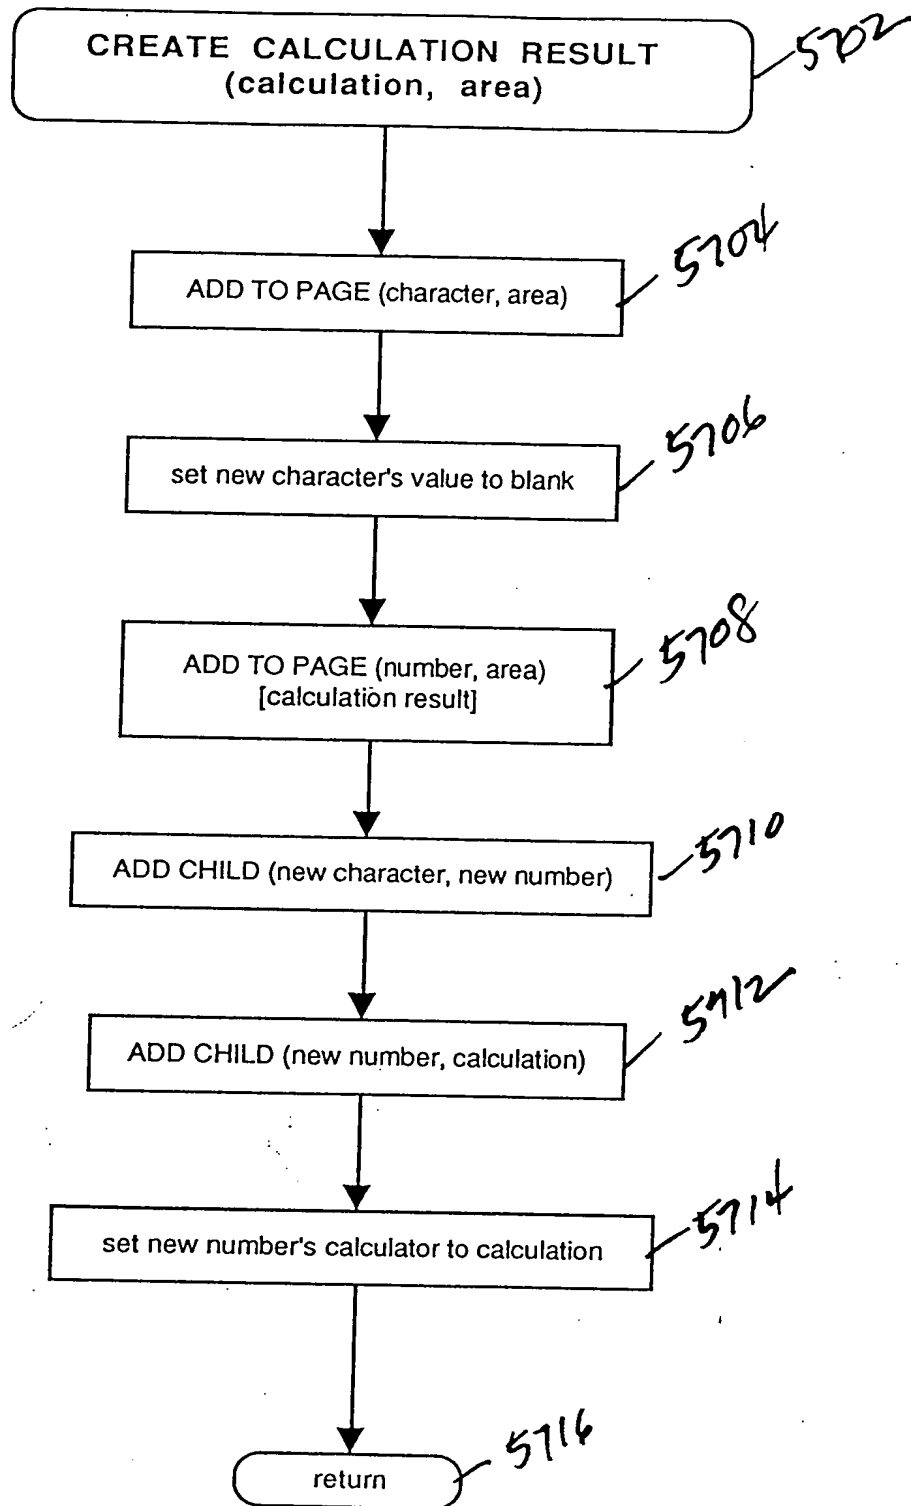 CREATE CALCULATION RESULT
(calculation, area)
5702
ADD TO PAGE (character, area)
5704
set new character's value to blank
5706
ADD TO PAGE (number, area)
[calculation result]
5708
ADD CHILD (new character, new number)
5710
ADD CHILD (new number, calculation)
5712
set new number's calculator to calculation
5714
return
5716